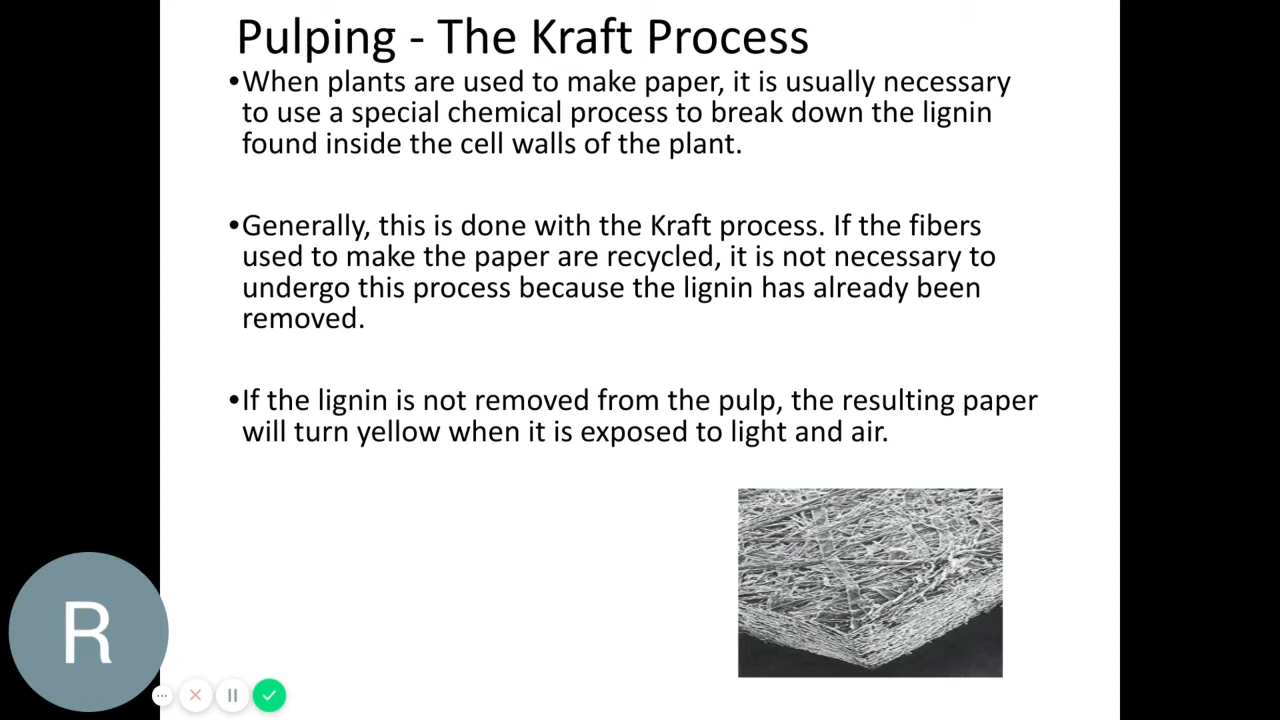 Pulping - The Kraft Process
•When plants are used to make paper, it is usually necessary
to use a special chemical process to break down the lignin
found inside the cell walls of the plant.
•Generally, this is done with the Kraft process. If the fibers
used to make the paper are recycled, it is not necessary to
undergo this process because the lignin has already been
removed.
•If the lignin is not removed from the pulp, the resulting paper
will turn yellow when it is exposed to light and air.
R